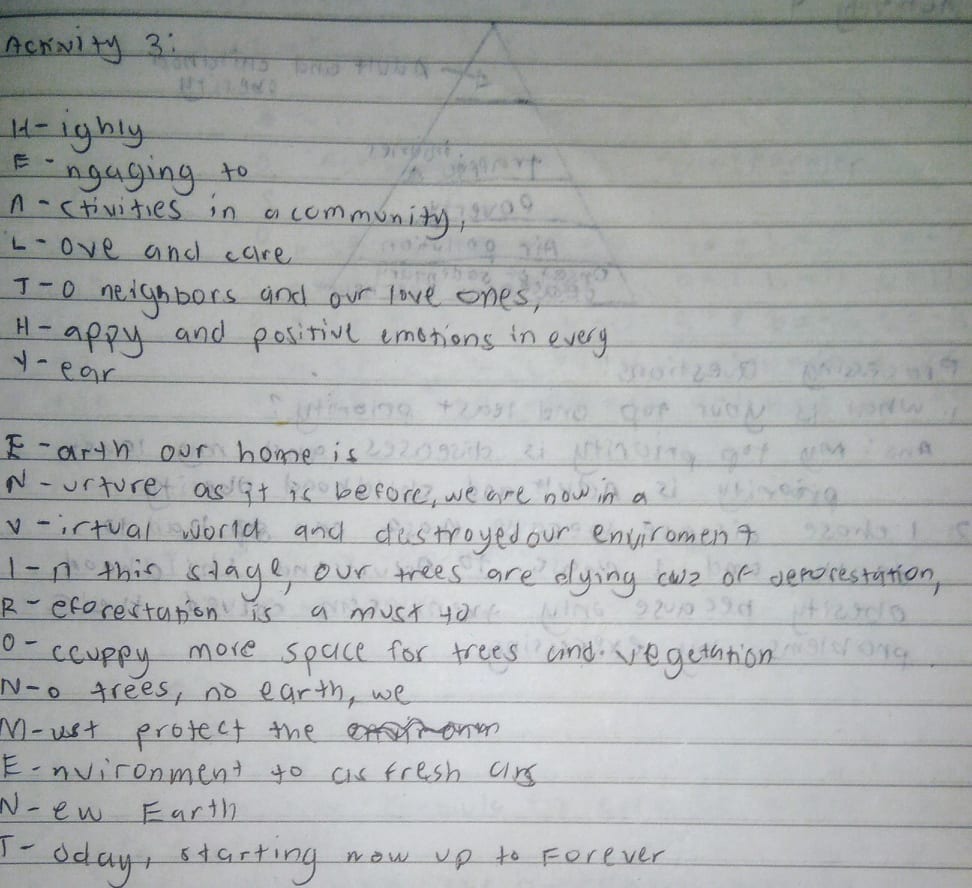 Activity 3:
H-ighly
E-ngaging to
A-ctivities in a community,
L-ove and care
T-o neighbors and our love ones,
H-appy and positive emotions in every
Y-ear
E-arth our home is
N-urture as it is before, we are now in a
V-irtual world and destroyed our enviroment
I-n this stage, our trees are dying cuz of deforestation,
R-eforestation is a must to
O-ccuppy more space for trees and vegetation
N-o trees, no earth, we
M-ust protect the
E-nvironment to as fresh as
N-ew Earth
T-oday, starting now up to Forever